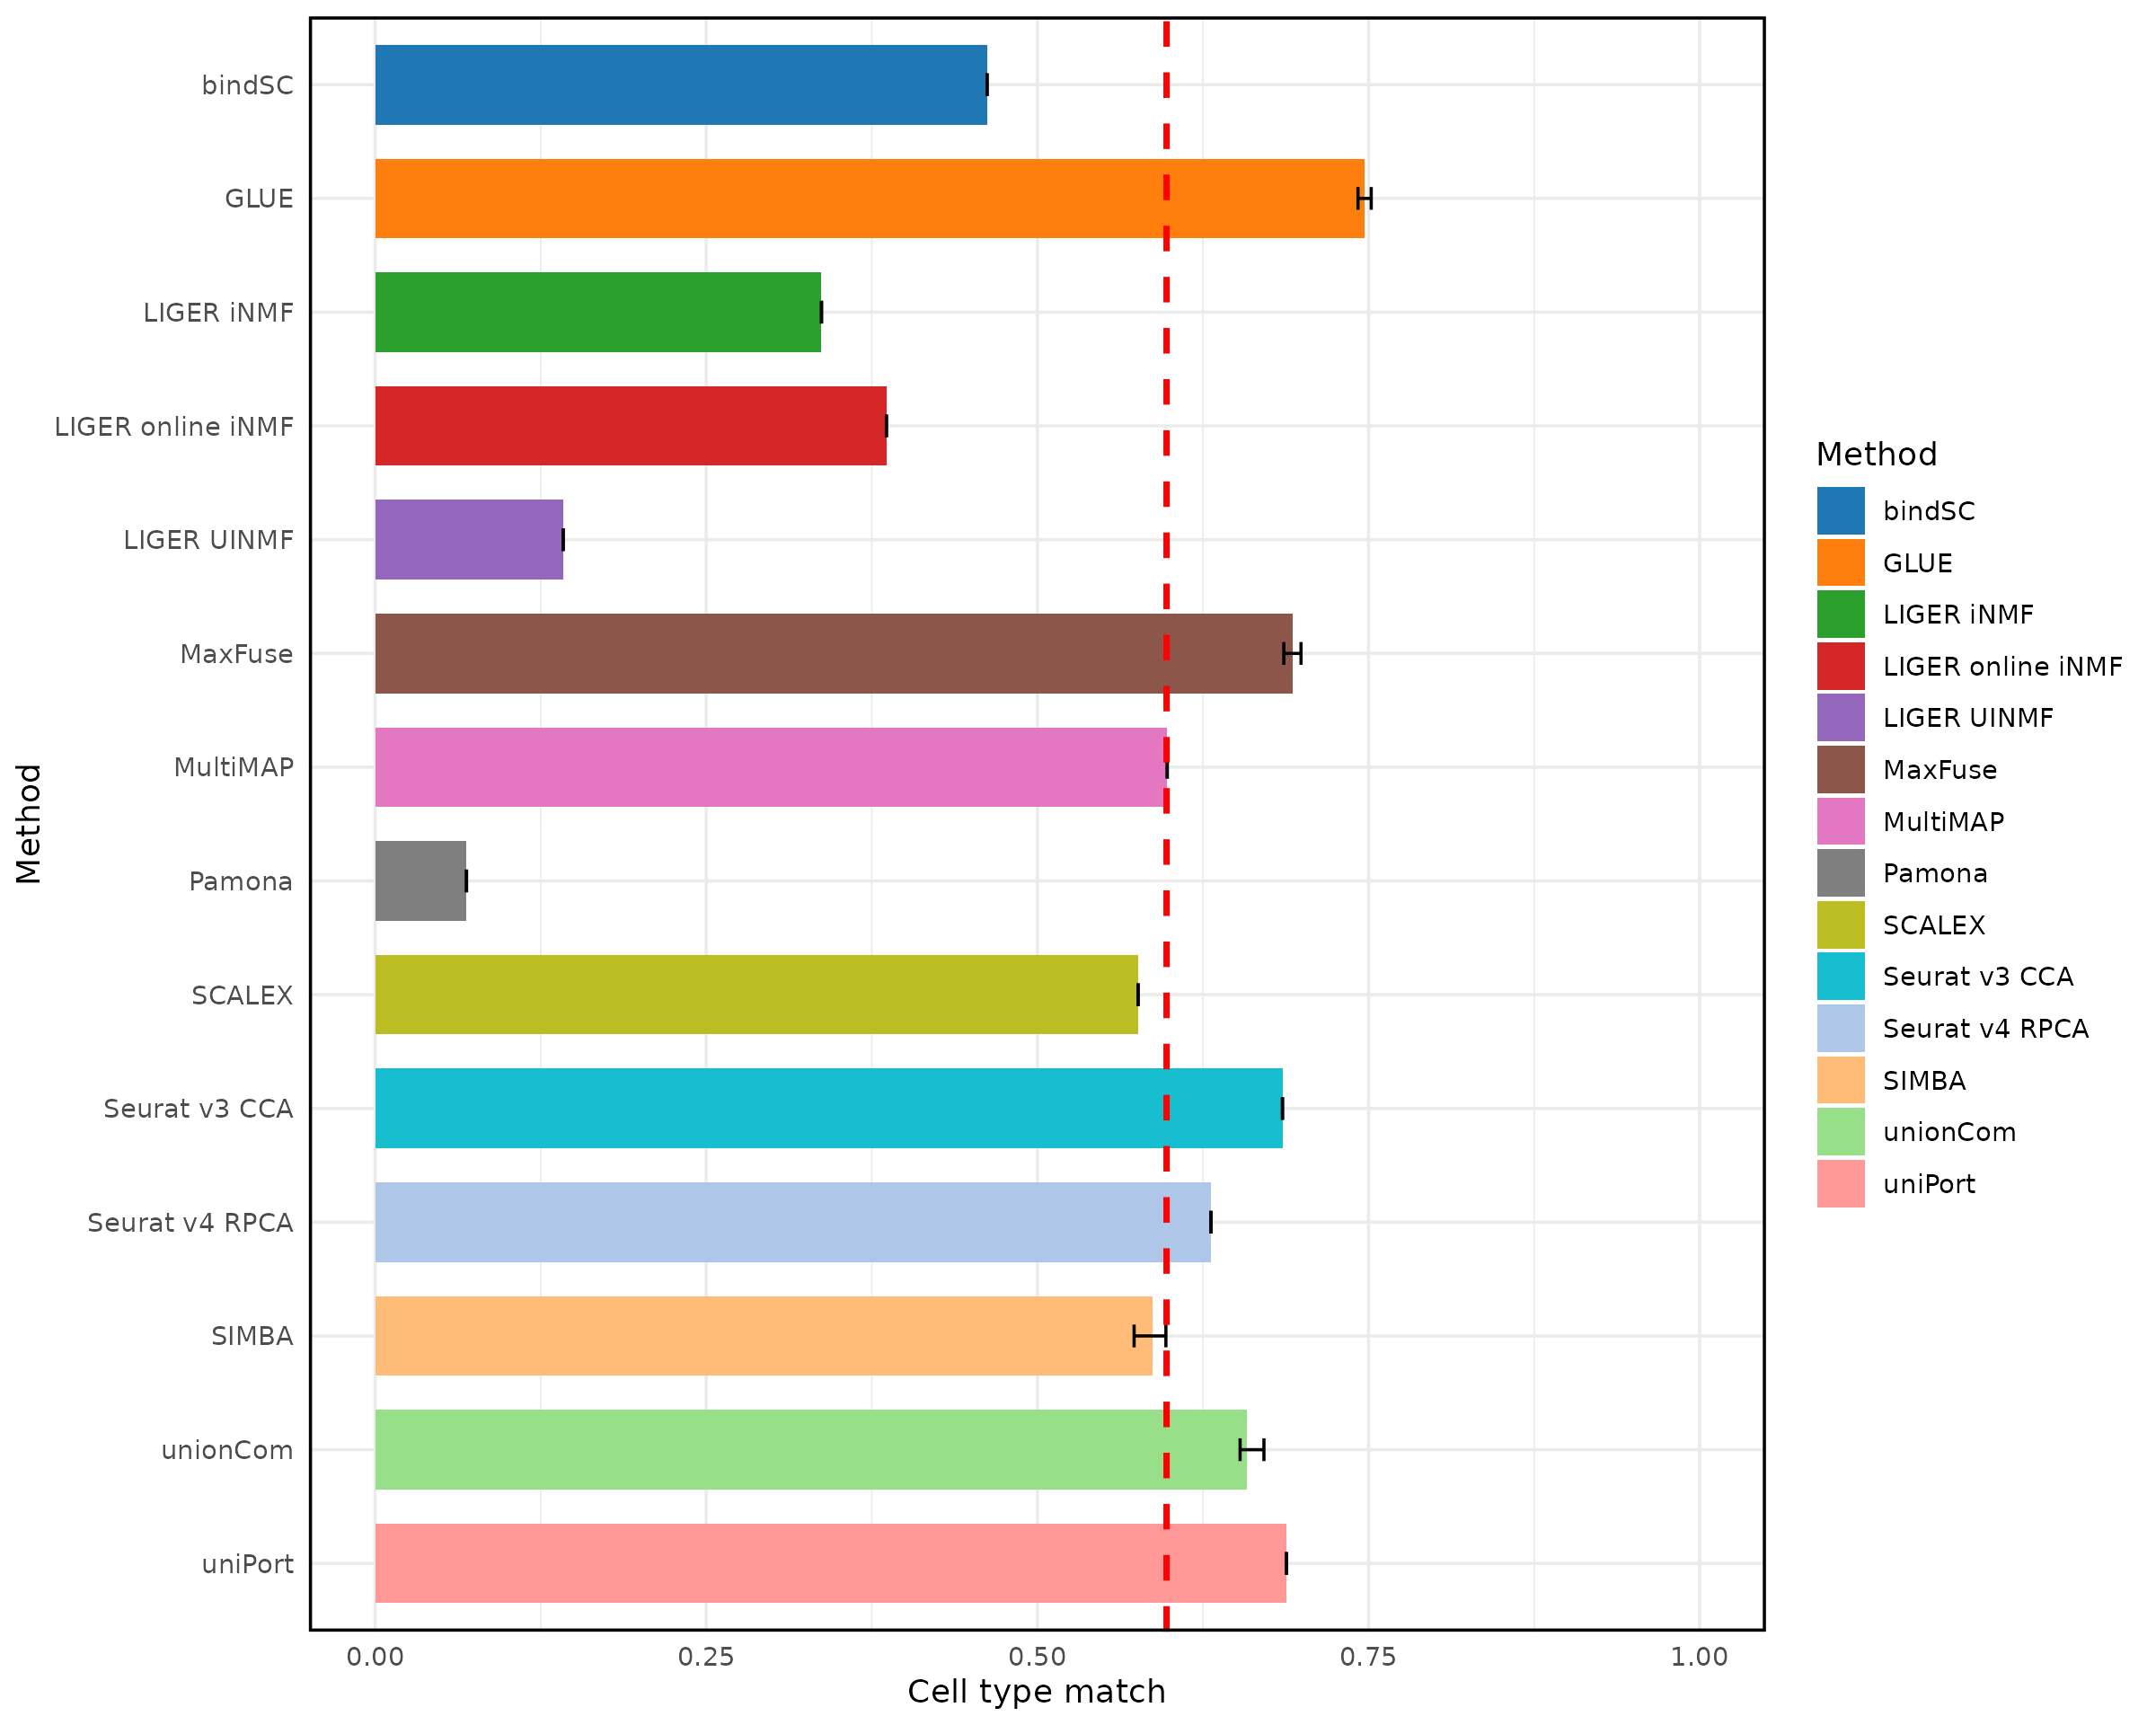 bindSC
GLUE
LIGER iNMF
LIGER online iNMF
LIGER UINMF
MaxFuse
MultiMAP
Pamona
SCALEX
Seurat v3 CCA
Seurat v4 RPCA
SIMBA
unionCom
uniPort
Method
0.00
0.25
0.50
0.75
1.00
Cell type match
Method
bindSC
GLUE
LIGER iNMF
LIGER online iNMF
LIGER UINMF
MaxFuse
MultiMAP
Pamona
SCALEX
Seurat v3 CCA
Seurat v4 RPCA
SIMBA
unionCom
uniPort